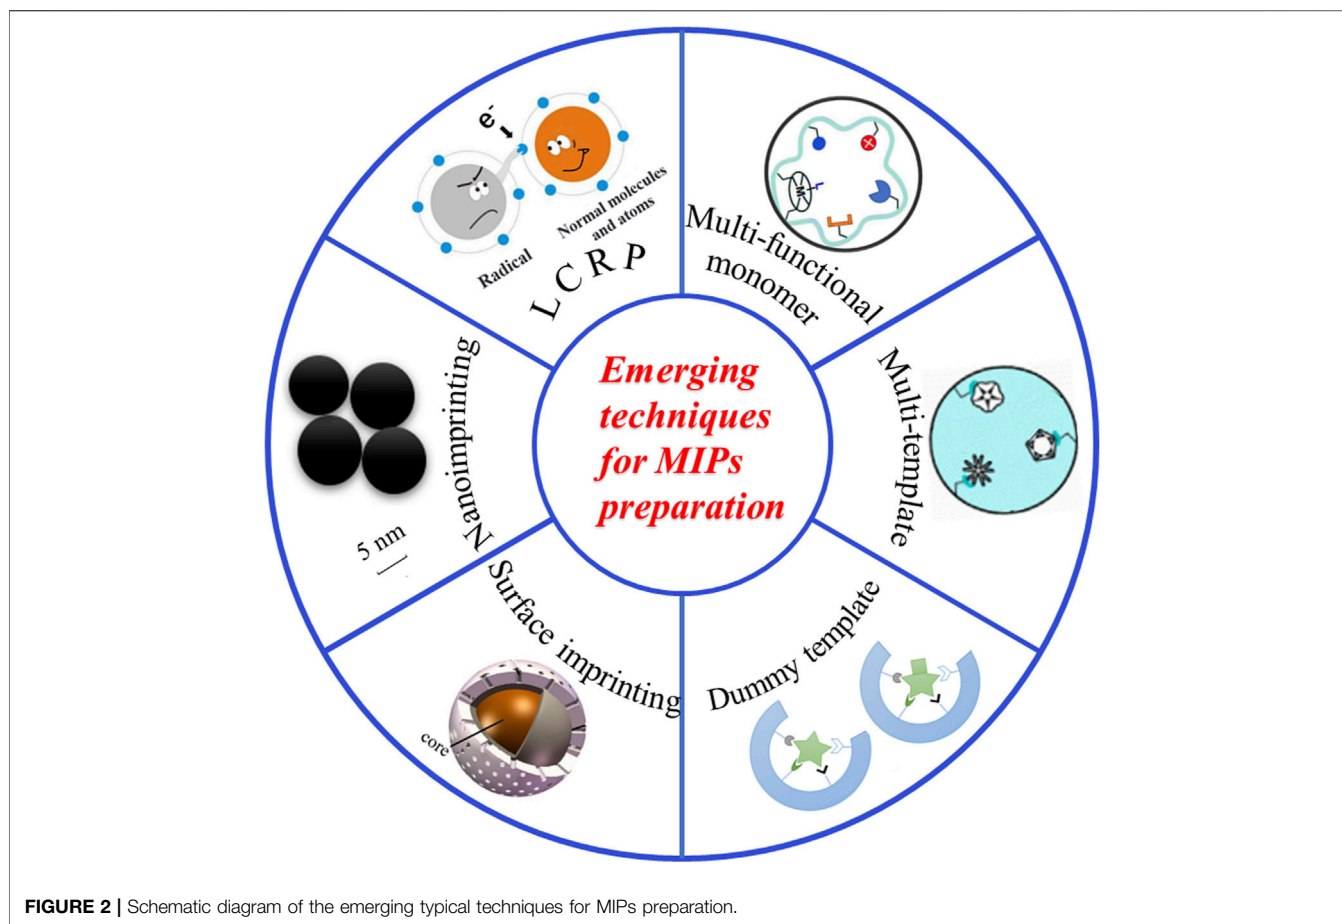 e-
Normal molecules
and atoms
Radical
LCRP
M
L
Multi-functional
monomer
Multi-template
Dummy template
Surface imprinting
core
Nanoimprinting
5 nm
Emerging
techniques
for MIPs
preparation
FIGURE 2 | Schematic diagram of the emerging typical techniques for MIPs preparation.